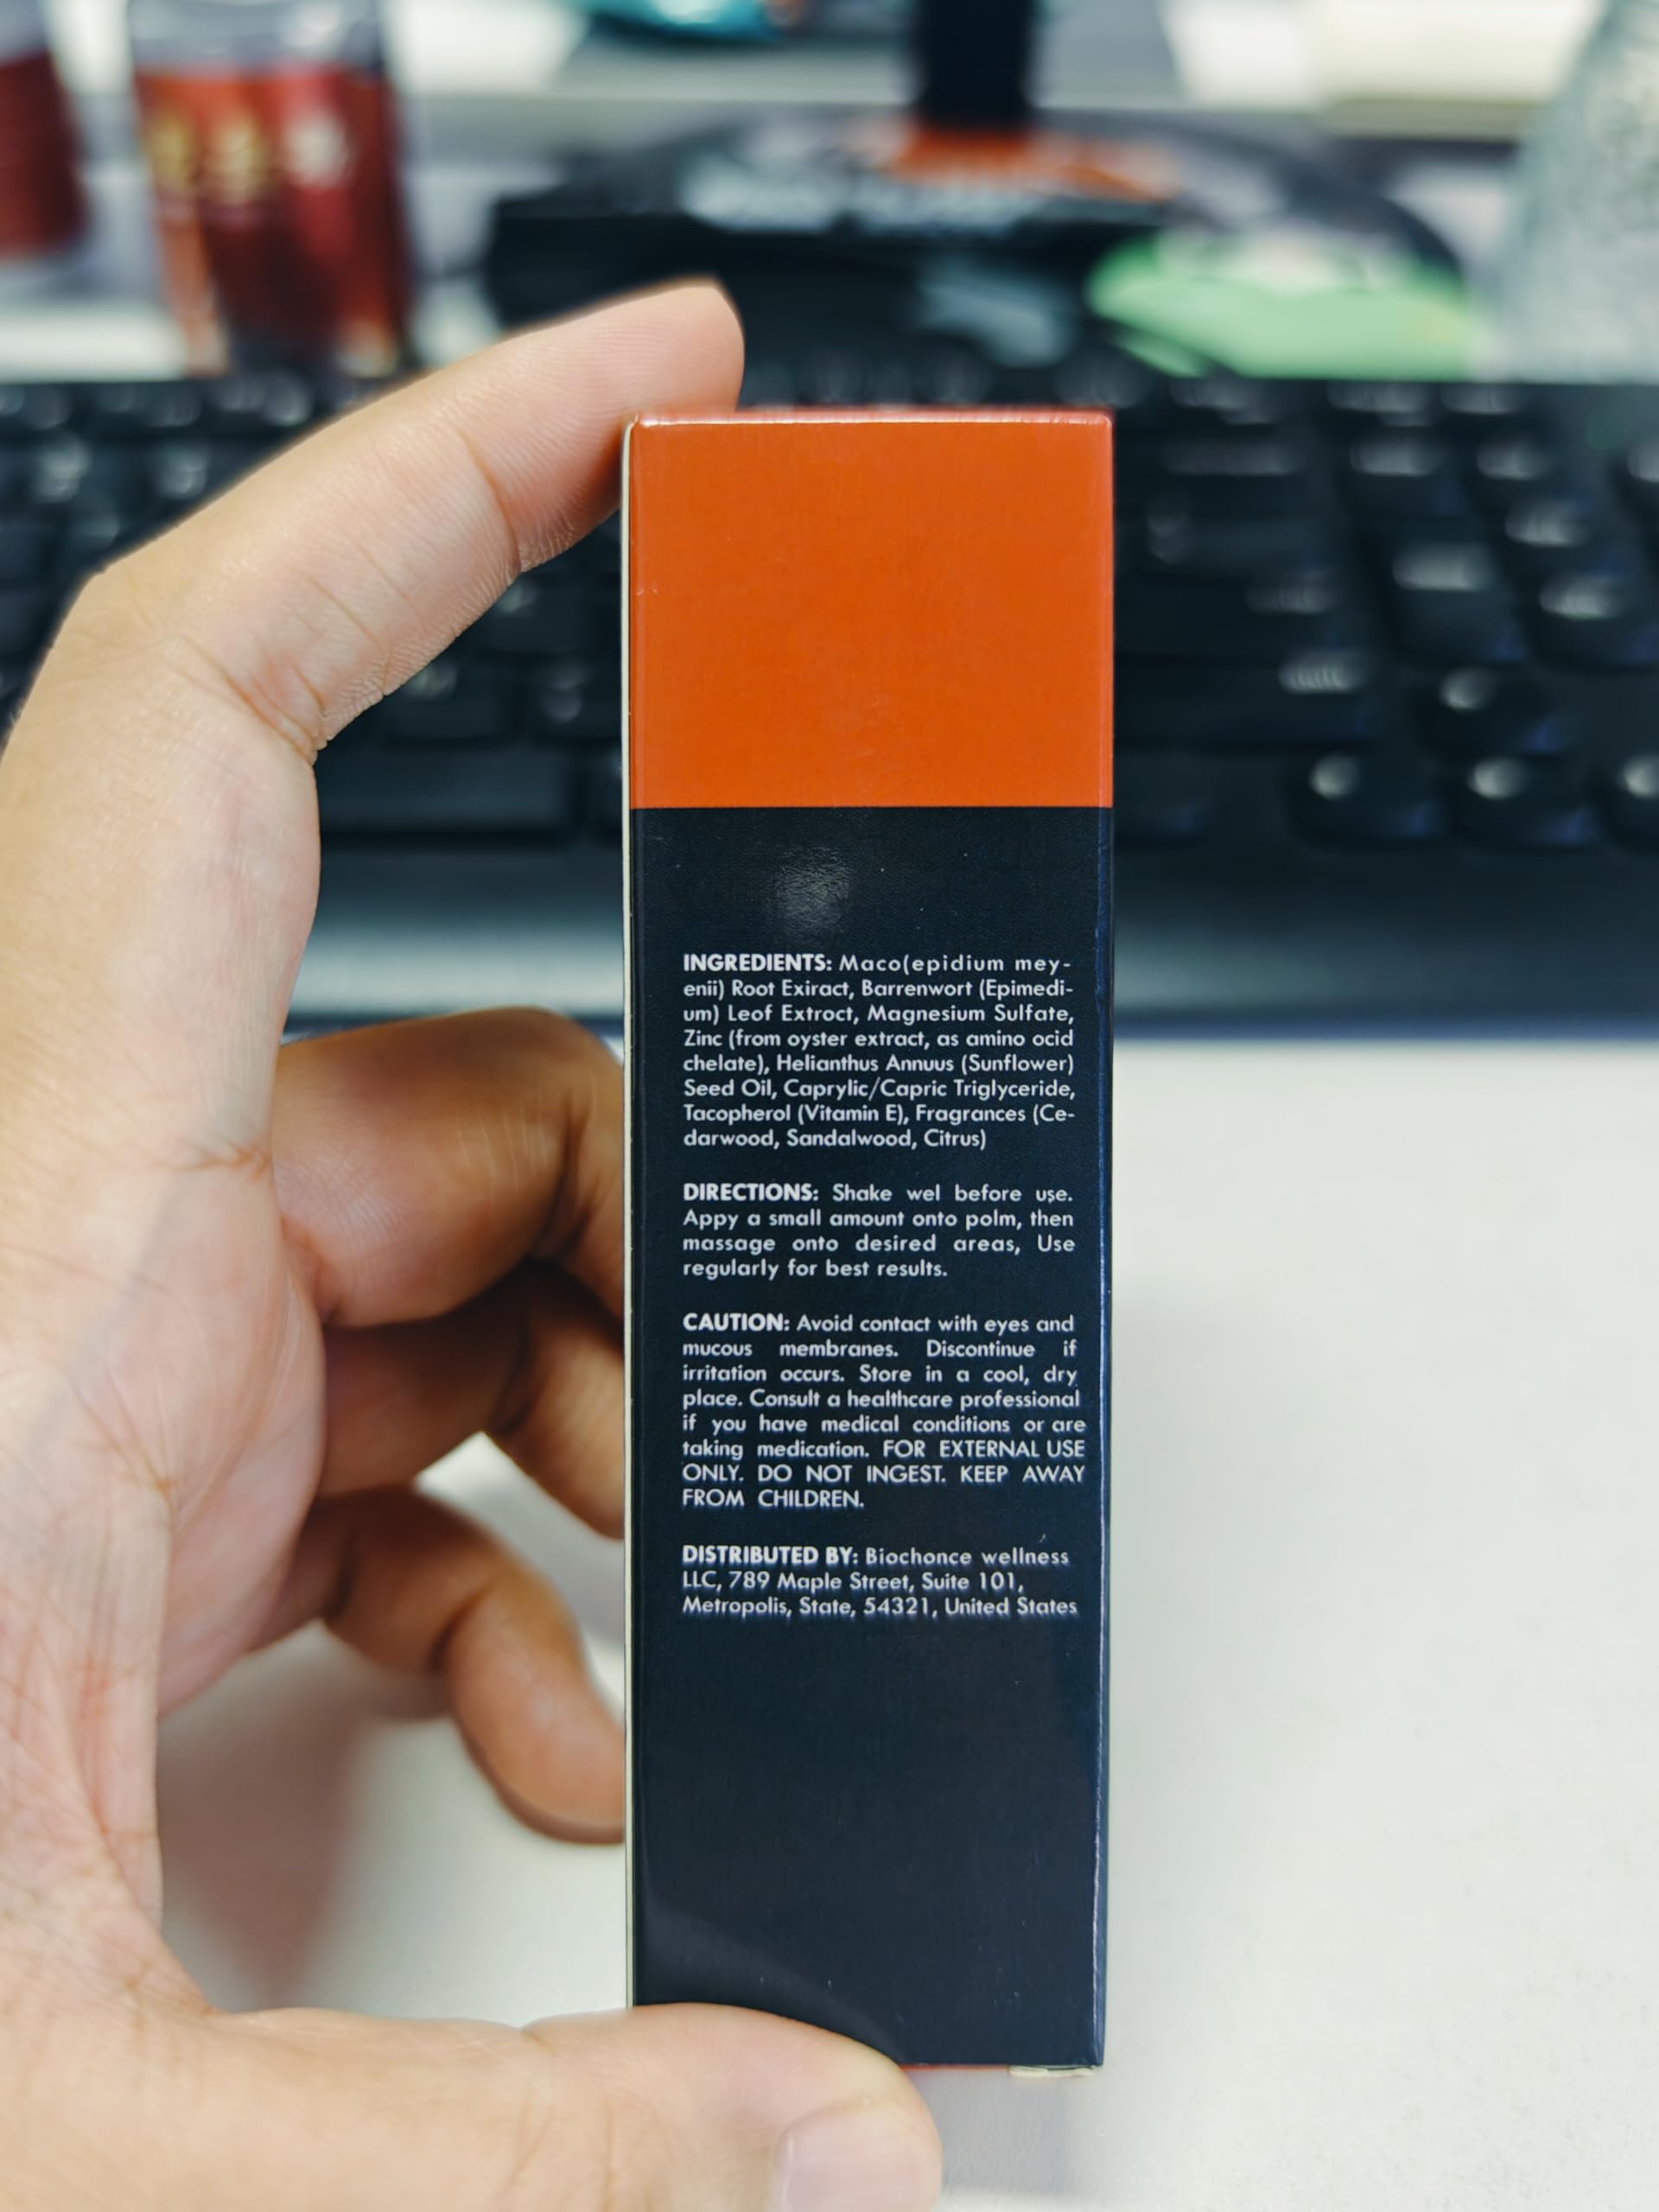 INGREDIENTS: Maco(epidium mey-
enii) Root Exiract, Barrenwort (Epimedi-
um) Leof Extroct, Magnesium Sulfate,
Zinc (from oyster extract, as amino ocid
chelate), Helianthus Annuus (Sunflower)
Seed Oil, Caprylic/Capric Triglyceride,
Tacopherol (Vitamin E), Fragrances (Ce-
darwood, Sandalwood, Citrus)
DIRECTIONS: Shake wel before use.
Appy a small amount onto polm, then
massage onto desired areas, Use
regularly for best results.
CAUTION: Avoid contact with eyes and
mucous membranes. Discontinue if
irritation occurs. Store in a cool, dry
place. Consult a healthcare professional
if you have medical conditions or are
taking medication. FOR EXTERNAL USE
ONLY. DO NOT INGEST. KEEP AWAY
FROM CHILDREN.
DISTRIBUTED BY: Biochonce wellness
LLC, 789 Maple Street, Suite 101,
Metropolis, State, 54321, United States